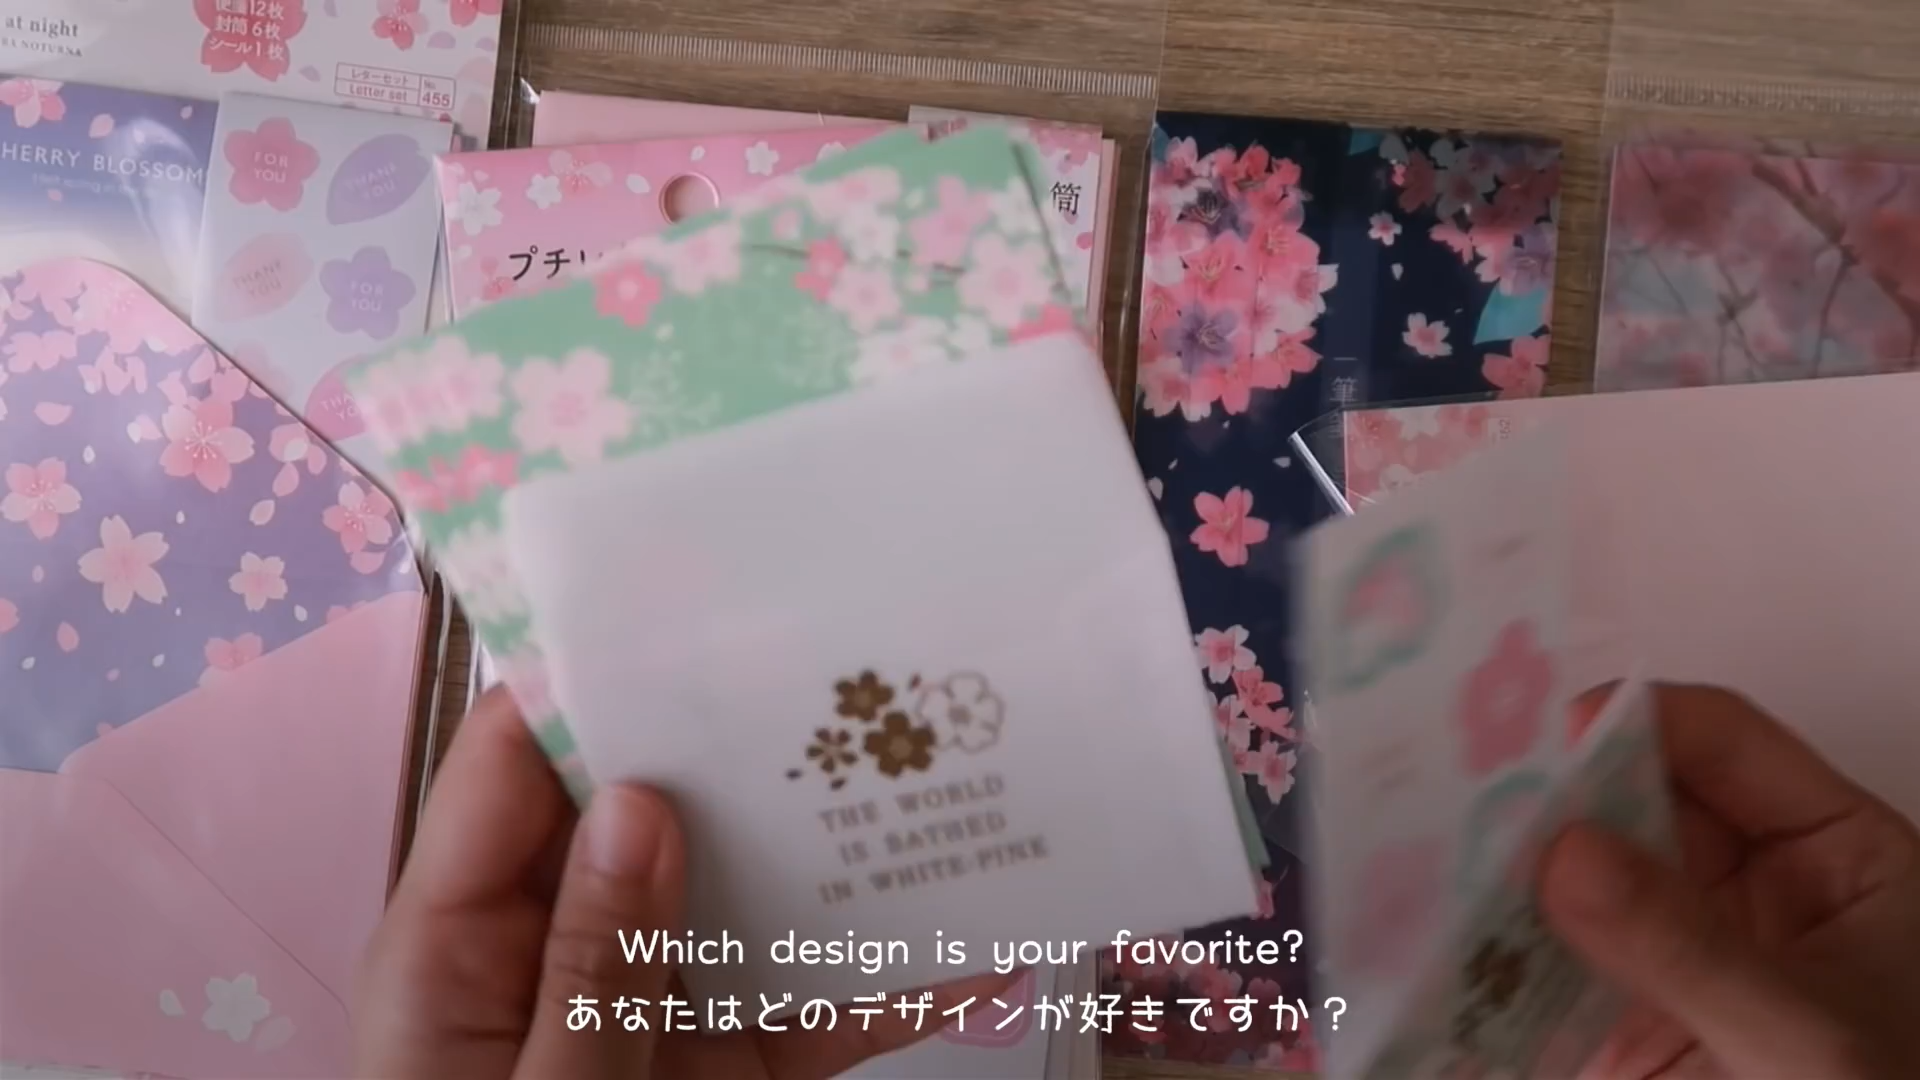 at night
便箋12枚
封筒6枚
シール1枚
レターセット
Letter set
No.
455
HERRY BLOSSOM
FOR
YOU
THANK
YOU
THANK
YOU
FOR
YOU
プチレ
筒
一筆
THE WORLD
IS BATHED
IN WHITE-PINK
Which design is your favorite?
あなたはどのデザインが好きですか？